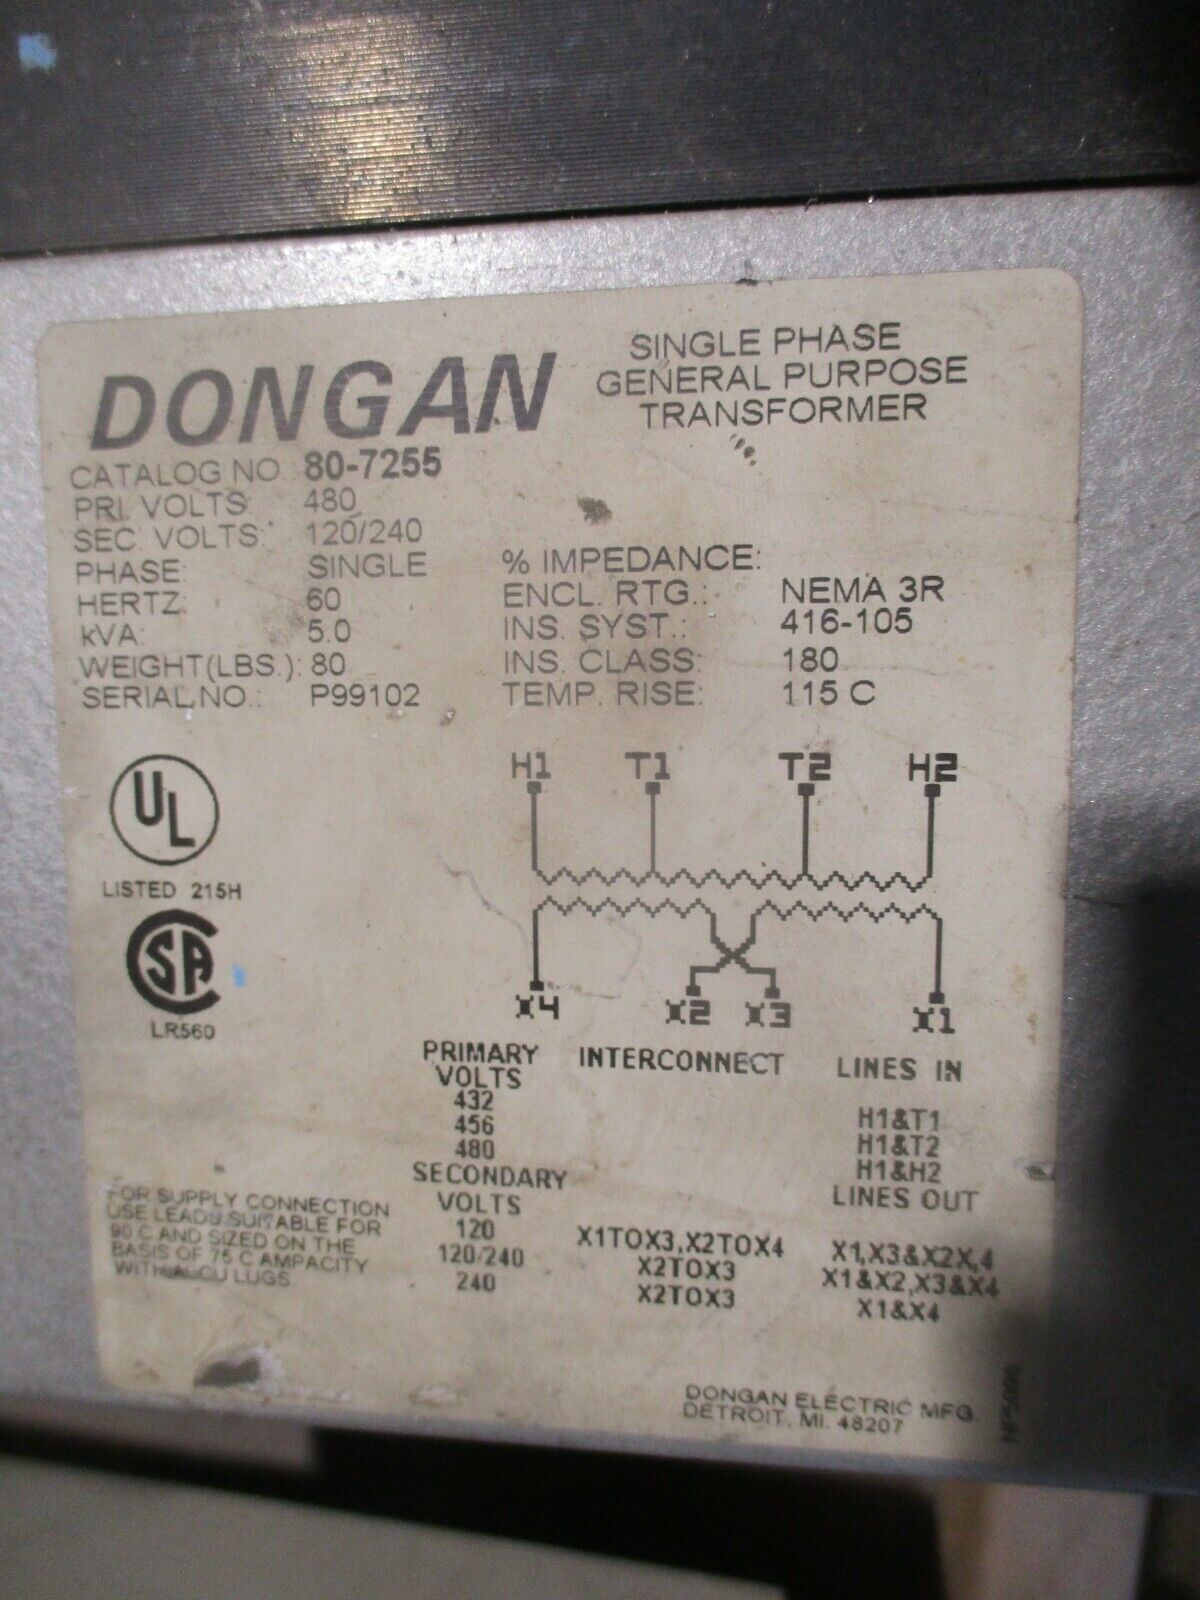 DONGAN
SINGLE PHASE
GENERAL PURPOSE
TRANSFORMER
CATALOG NO. 80-7255
PRI. VOLTS: 480
SEC. VOLTS: 120/240
PHASE: SINGLE
HERTZ: 60
kVA: 5.0
WEIGHT(LBS.): 80
SERIAL NO.: P99102
% IMPEDANCE:
ENCL. RTG.: NEMA 3R
INS. SYST.: 416-105
INS. CLASS: 180
TEMP. RISE: 115 C
H1 T1 T2 H2
X4 X2 X3 X1
UL
LISTED 215H
SA
LR560
PRIMARY INTERCONNECT LINES IN
VOLTS
432 H1&T1
456 H1&T2
480 H1&H2
SECONDARY LINES OUT
VOLTS
120 X1TOX3,X2TOX4 X1,X3&X2X,4
120/240 X2TOX3 X1&X2,X3&X4
240 X2TOX3 X1&X4
FOR SUPPLY CONNECTION
USE LEADS SUITABLE FOR
90 C AND SIZED ON THE
BASIS OF 75 C AMPACITY
WITH AL CU LUGS.
DONGAN ELECTRIC MFG.
DETROIT, MI. 48207